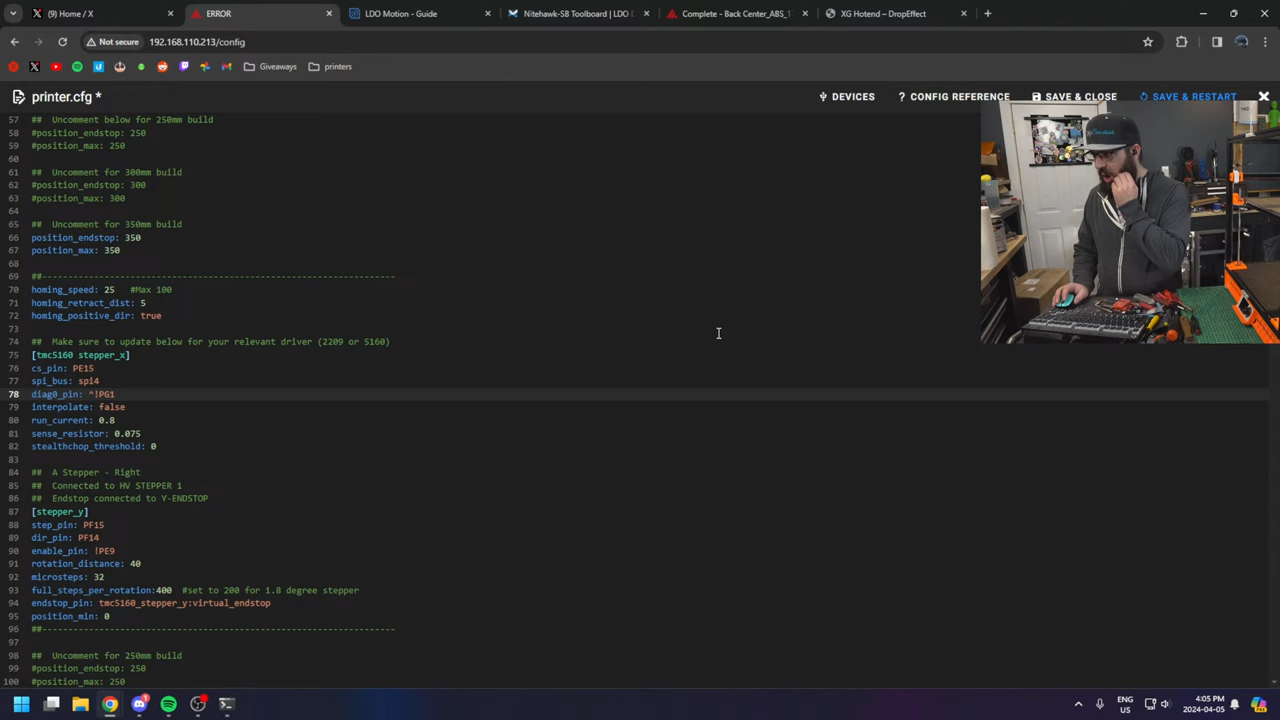 (1) Home / X
ERROR
LDO Motion - Guide
Nitehawk-SB Toolboard | LDO
Complete - Back Center_ABS_1
XG Hotend – DropEffect
Not secure
192.168.110.213/config
Giveaways
printers
printer.cfg *
DEVICES
? CONFIG REFERENCE
SAVE & CLOSE
SAVE & RESTART
57 ## Uncomment below for 250mm build
58 #position_endstop: 250
59 #position_max: 250
60
61 ## Uncomment for 300mm build
62 #position_endstop: 300
63 #position_max: 300
64
65 ## Uncomment for 350mm build
66 position_endstop: 350
67 position_max: 350
68
69 ##--------------------------------------------------------------------
70 homing_speed: 25 #Max 100
71 homing_retract_dist: 5
72 homing_positive_dir: true
73
74 ## Make sure to update below for your relevant driver (2209 or 5160)
75 [tmc5160 stepper_x]
76 cs_pin: PE15
77 spi_bus: spi4
78 diag0_pin: ^!PG1
79 interpolate: false
80 run_current: 0.8
81 sense_resistor: 0.075
82 stealthchop_threshold: 0
83
84 ## A Stepper - Right
85 ## Connected to HV STEPPER 1
86 ## Endstop connected to Y-ENDSTOP
87 [stepper_y]
88 step_pin: PF15
89 dir_pin: PF14
90 enable_pin: !PE9
91 rotation_distance: 40
92 microsteps: 32
93 full_steps_per_rotation:400 #set to 200 for 1.8 degree stepper
94 endstop_pin: tmc5160_stepper_y:virtual_endstop
95 position_min: 0
96 ##--------------------------------------------------------------------
97
98 ## Uncomment for 250mm build
99 #position_endstop: 250
100 #position_max: 250
ENG
US
4:05 PM
2024-04-05